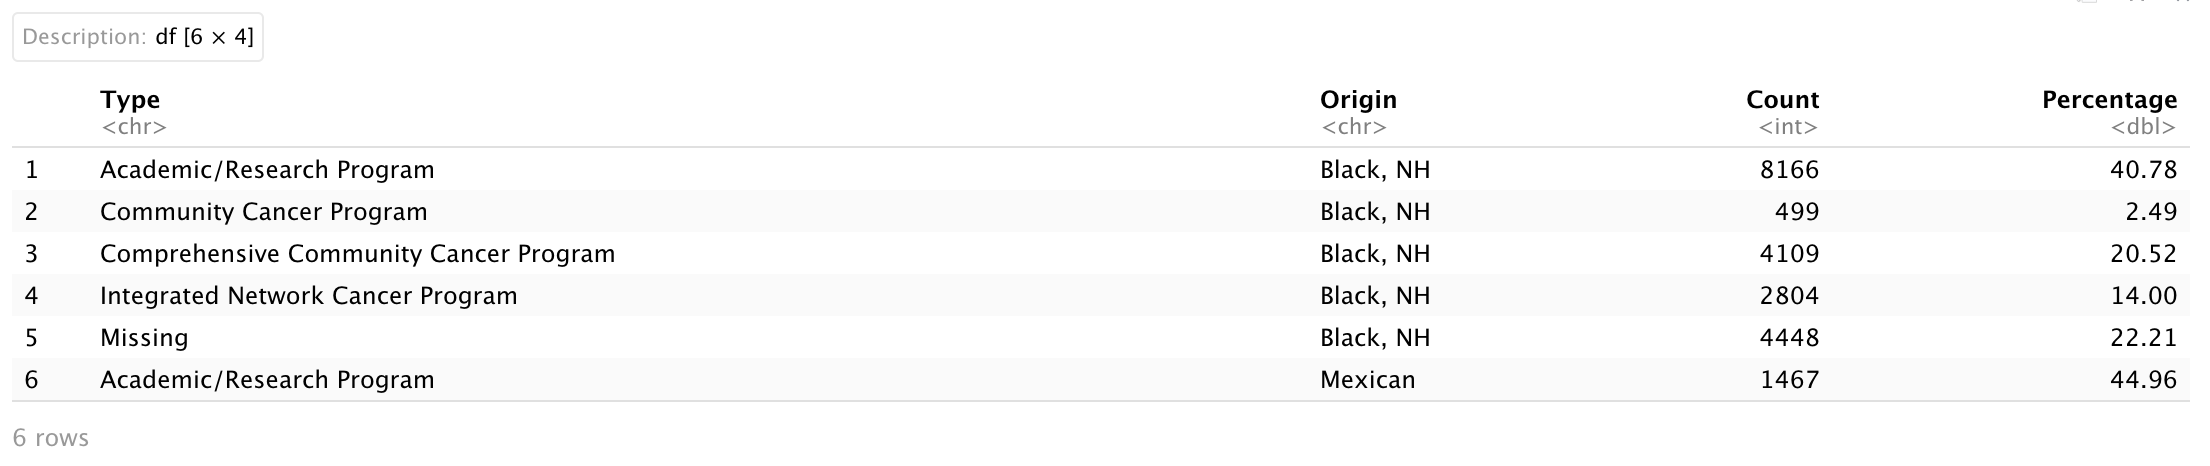 Description: df [6 × 4]
Type Origin Count Percentage
<chr> <chr> <int> <dbl>
1 Academic/Research Program Black, NH 8166 40.78
2 Community Cancer Program Black, NH 499 2.49
3 Comprehensive Community Cancer Program Black, NH 4109 20.52
4 Integrated Network Cancer Program Black, NH 2804 14.00
5 Missing Black, NH 4448 22.21
6 Academic/Research Program Mexican 1467 44.96
6 rows